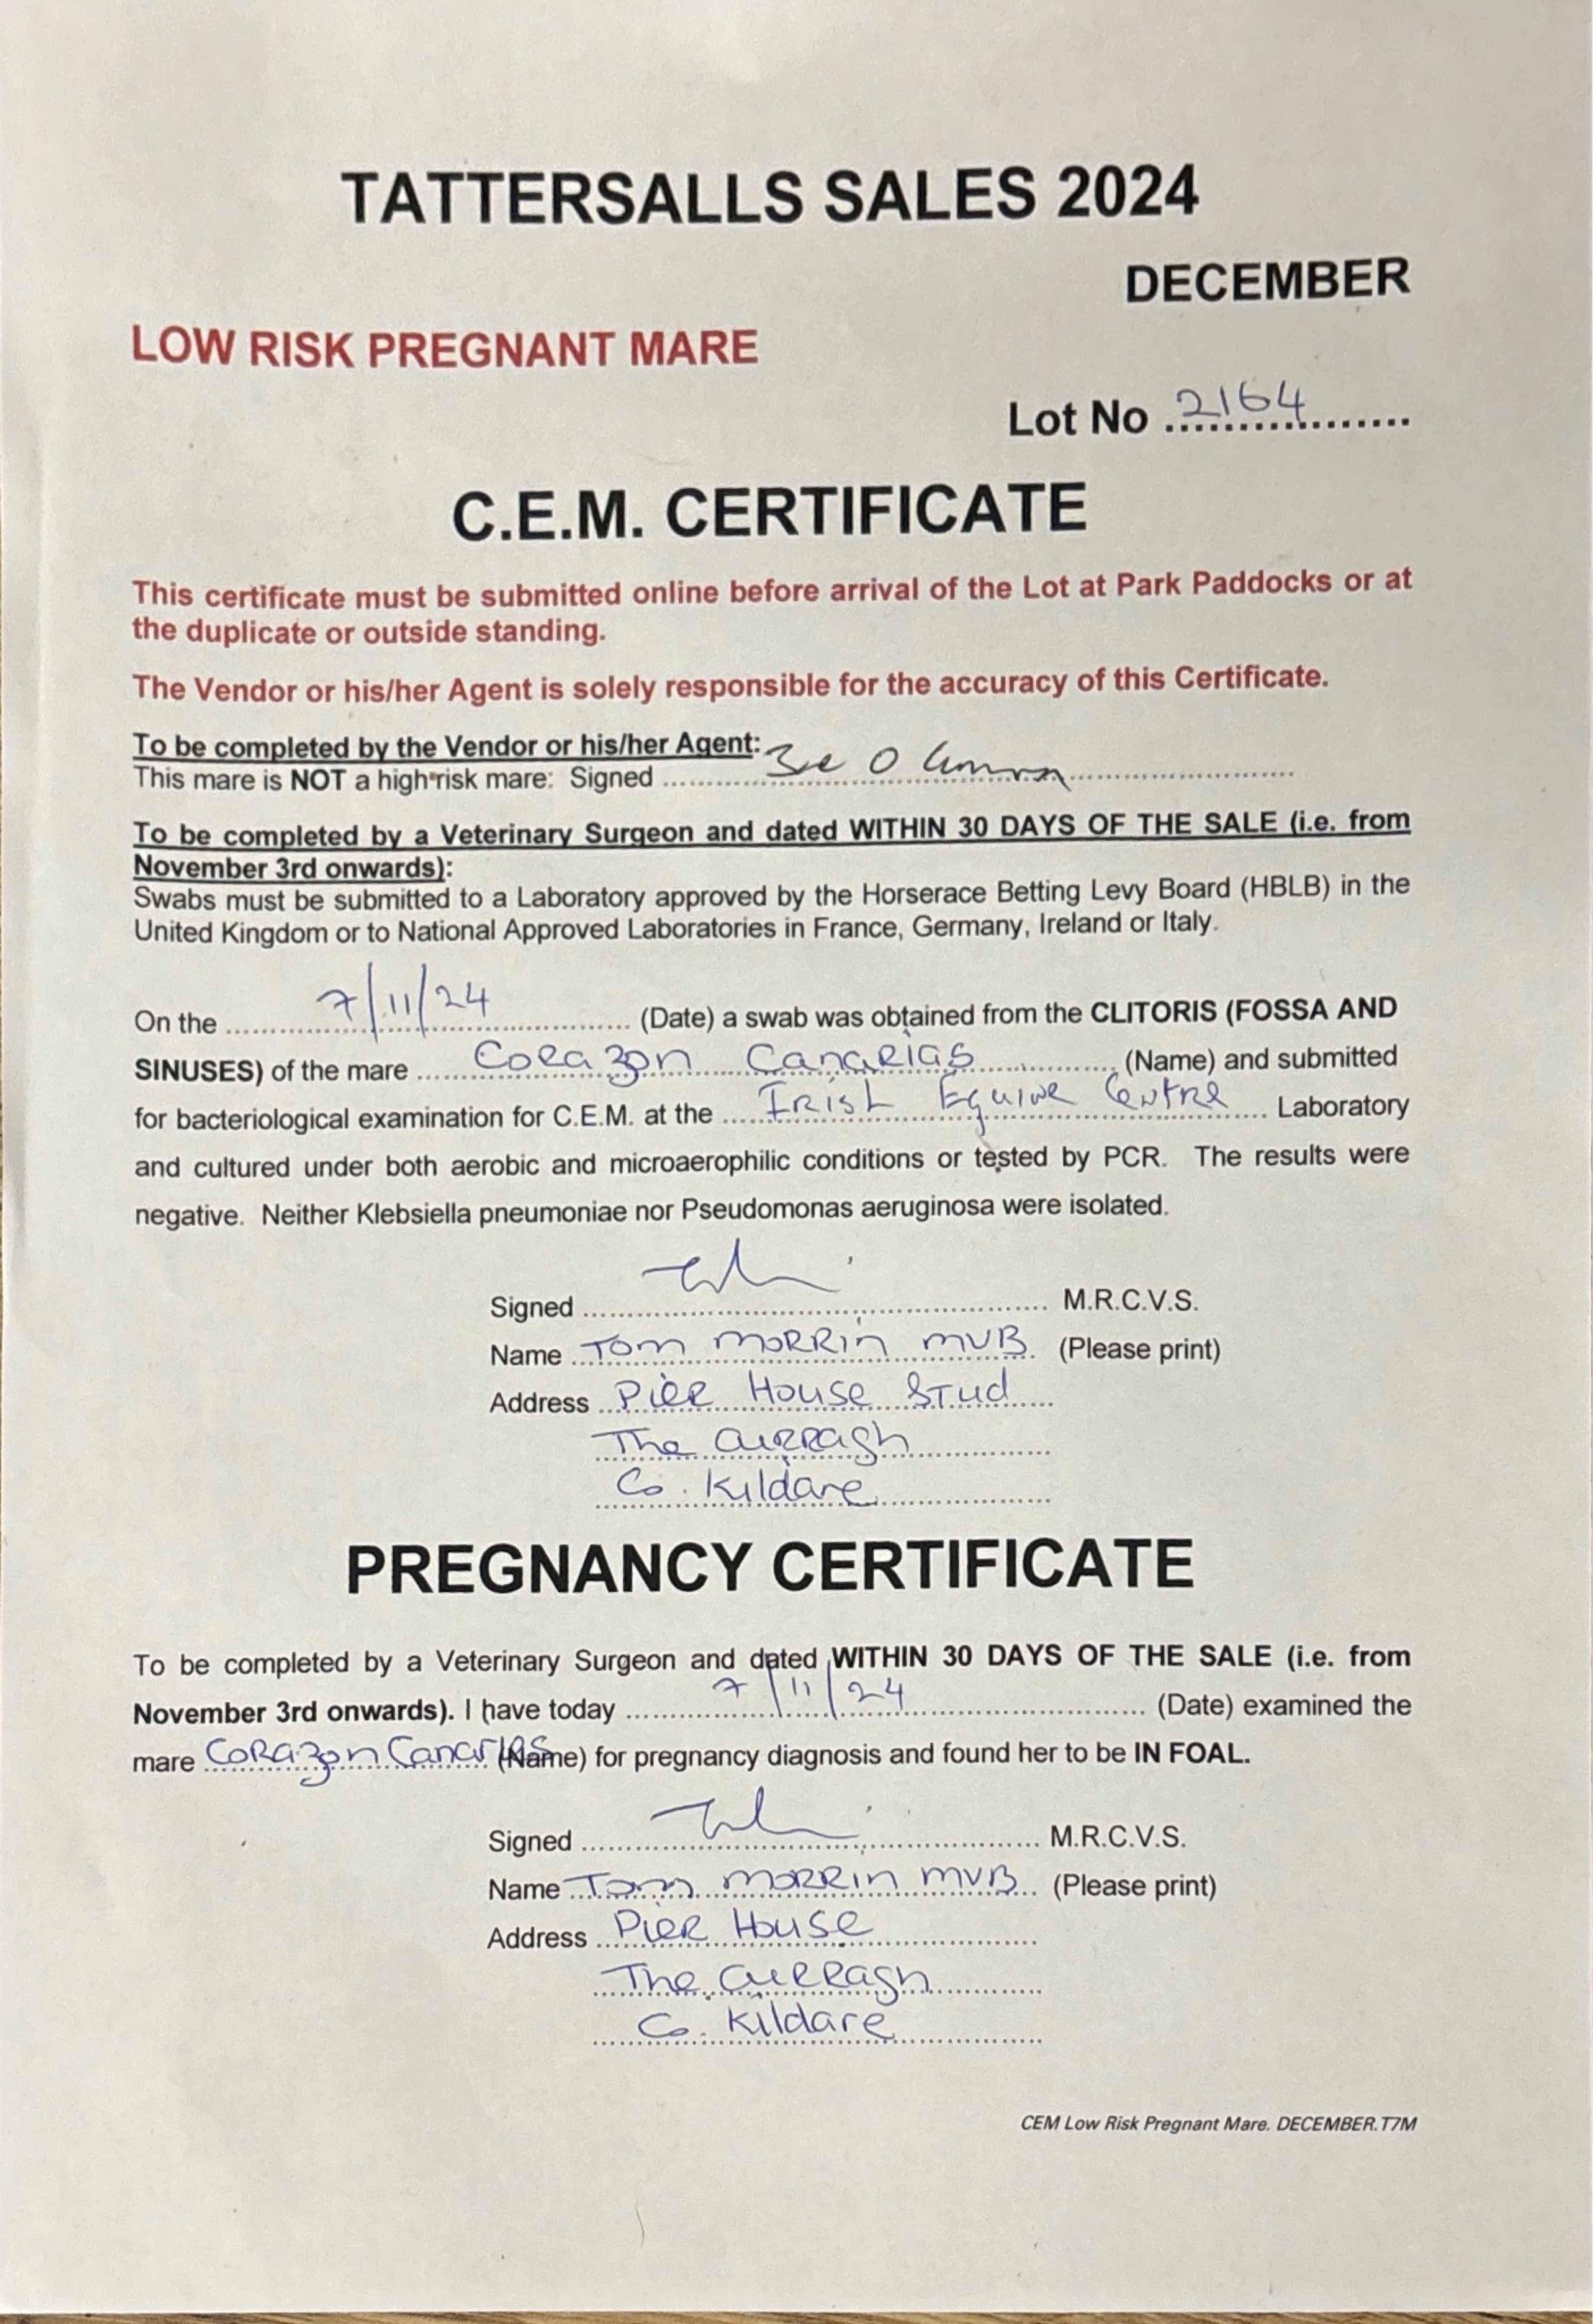 TATTERSALLS SALES 2024
DECEMBER
LOW RISK PREGNANT MARE
Lot No 2164
C.E.M. CERTIFICATE
This certificate must be submitted online before arrival of the Lot at Park Paddocks or at
the duplicate or outside standing.
The Vendor or his/her Agent is solely responsible for the accuracy of this Certificate.
To be completed by the Vendor or his/her Agent:
This mare is NOT a high-risk mare: Signed
To be completed by a Veterinary Surgeon and dated WITHIN 30 DAYS OF THE SALE (i.e. from
November 3rd onwards):
Swabs must be submitted to a Laboratory approved by the Horserace Betting Levy Board (HBLB) in the
United Kingdom or to National Approved Laboratories in France, Germany, Ireland or Italy.
On the 7/11/24 (Date) a swab was obtained from the CLITORIS (FOSSA AND
SINUSES) of the mare Corazon Canarias (Name) and submitted
for bacteriological examination for C.E.M. at the Irish Equine Centre Laboratory
and cultured under both aerobic and microaerophilic conditions or tested by PCR. The results were
negative. Neither Klebsiella pneumoniae nor Pseudomonas aeruginosa were isolated.
Signed M.R.C.V.S.
Name Tom Morrin MVB (Please print)
Address Pier House Stud
The Curragh
Co. Kildare
PREGNANCY CERTIFICATE
To be completed by a Veterinary Surgeon and dated WITHIN 30 DAYS OF THE SALE (i.e. from
November 3rd onwards). I have today 7/11/24 (Date) examined the
mare Corazon Canarias (Name) for pregnancy diagnosis and found her to be IN FOAL.
Signed M.R.C.V.S.
Name Tom Morrin MVB (Please print)
Address Pier House
The Curragh
Co. Kildare
CEM Low Risk Pregnant Mare. DECEMBER.T7M